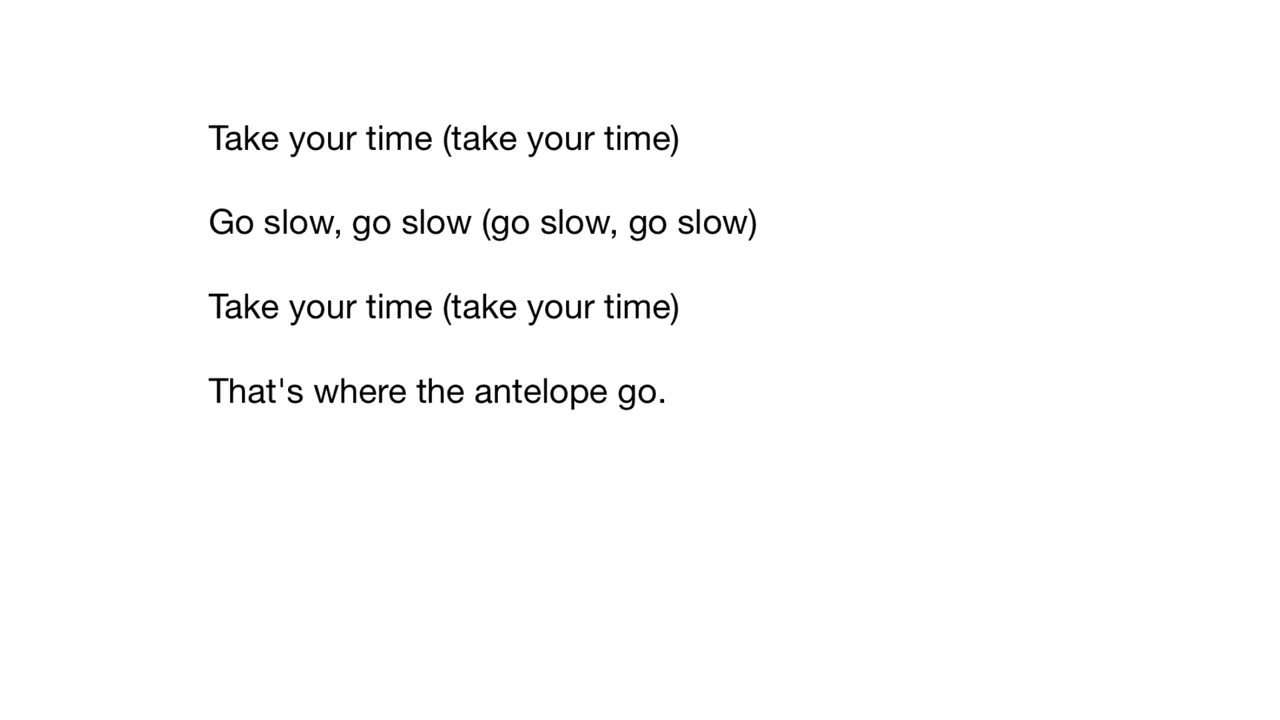 Take your time (take your time)
Go slow, go slow (go slow, go slow)
Take your time (take your time)
That's where the antelope go.